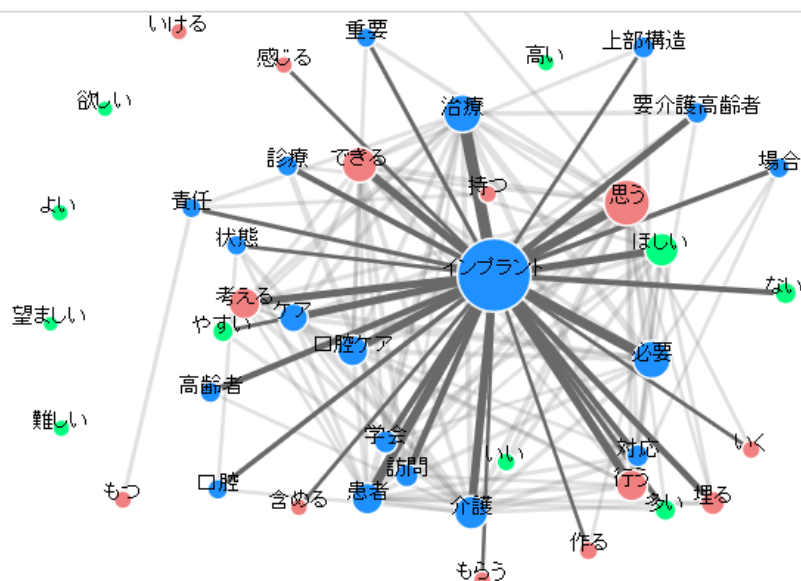 いける
重要
感じる
高い
上部構造
欲しい
治療
要介護高齢者
診療
できる
場合
持つ
責任
思う
よい
状態
ほしい
インプラント
ない
考える
ケア
望ましい
やすい
口腔ケア
必要
高齢者
難しい
学会
いく
対応
訪問
いい
口腔
行う
もつ
含める
患者
介護
多い
埋る
作る
もらう